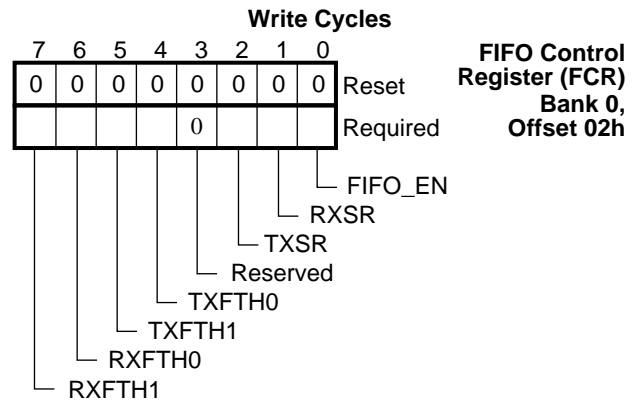 Write Cycles
7 6 5 4 3 2 1 0
FIFO Control
Register (FCR)
Bank 0,
Offset 02h
0 0 0 0 0 0 0 0 Reset
0 Required
FIFO_EN
RXSR
TXSR
Reserved
TXFTH0
TXFTH1
RXFTH0
RXFTH1